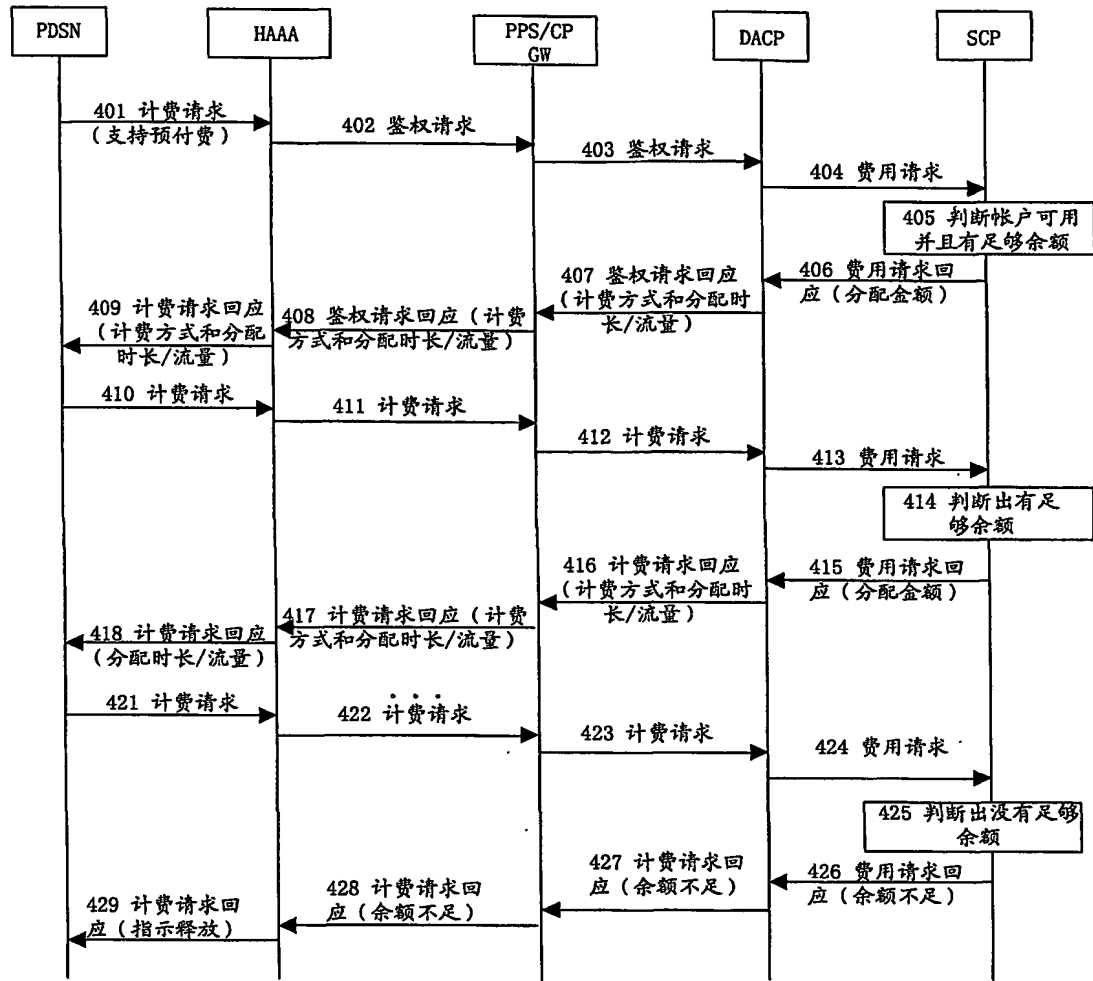 PDSN
HAAA
PPS/CP
GW
DACP
SCP
401 计费请求
(支持预付费)
402 鉴权请求
403 鉴权请求
404 费用请求
405 判断帐户可用
并且有足够余额
406 费用请求回
应(分配金额)
407 鉴权请求回应
(计费方式和分配时
长/流量)
408 鉴权请求回应(计费
方式和分配时长/流量)
409 计费请求回应
(计费方式和分配
时长/流量)
410 计费请求
411 计费请求
412 计费请求
413 费用请求
414 判断出有足
够余额
415 费用请求回
应(分配金额)
416 计费请求回应
(计费方式和分配时
长/流量)
417 计费请求回应(计费
方式和分配时长/流量)
418 计费请求回应
(分配时长/流量)
...
421 计费请求
422 计费请求
423 计费请求
424 费用请求
425 判断出没有足够
余额
426 费用请求回
应(余额不足)
427 计费请求回
应(余额不足)
428 计费请求回
应(余额不足)
429 计费请求回
应(指示释放)